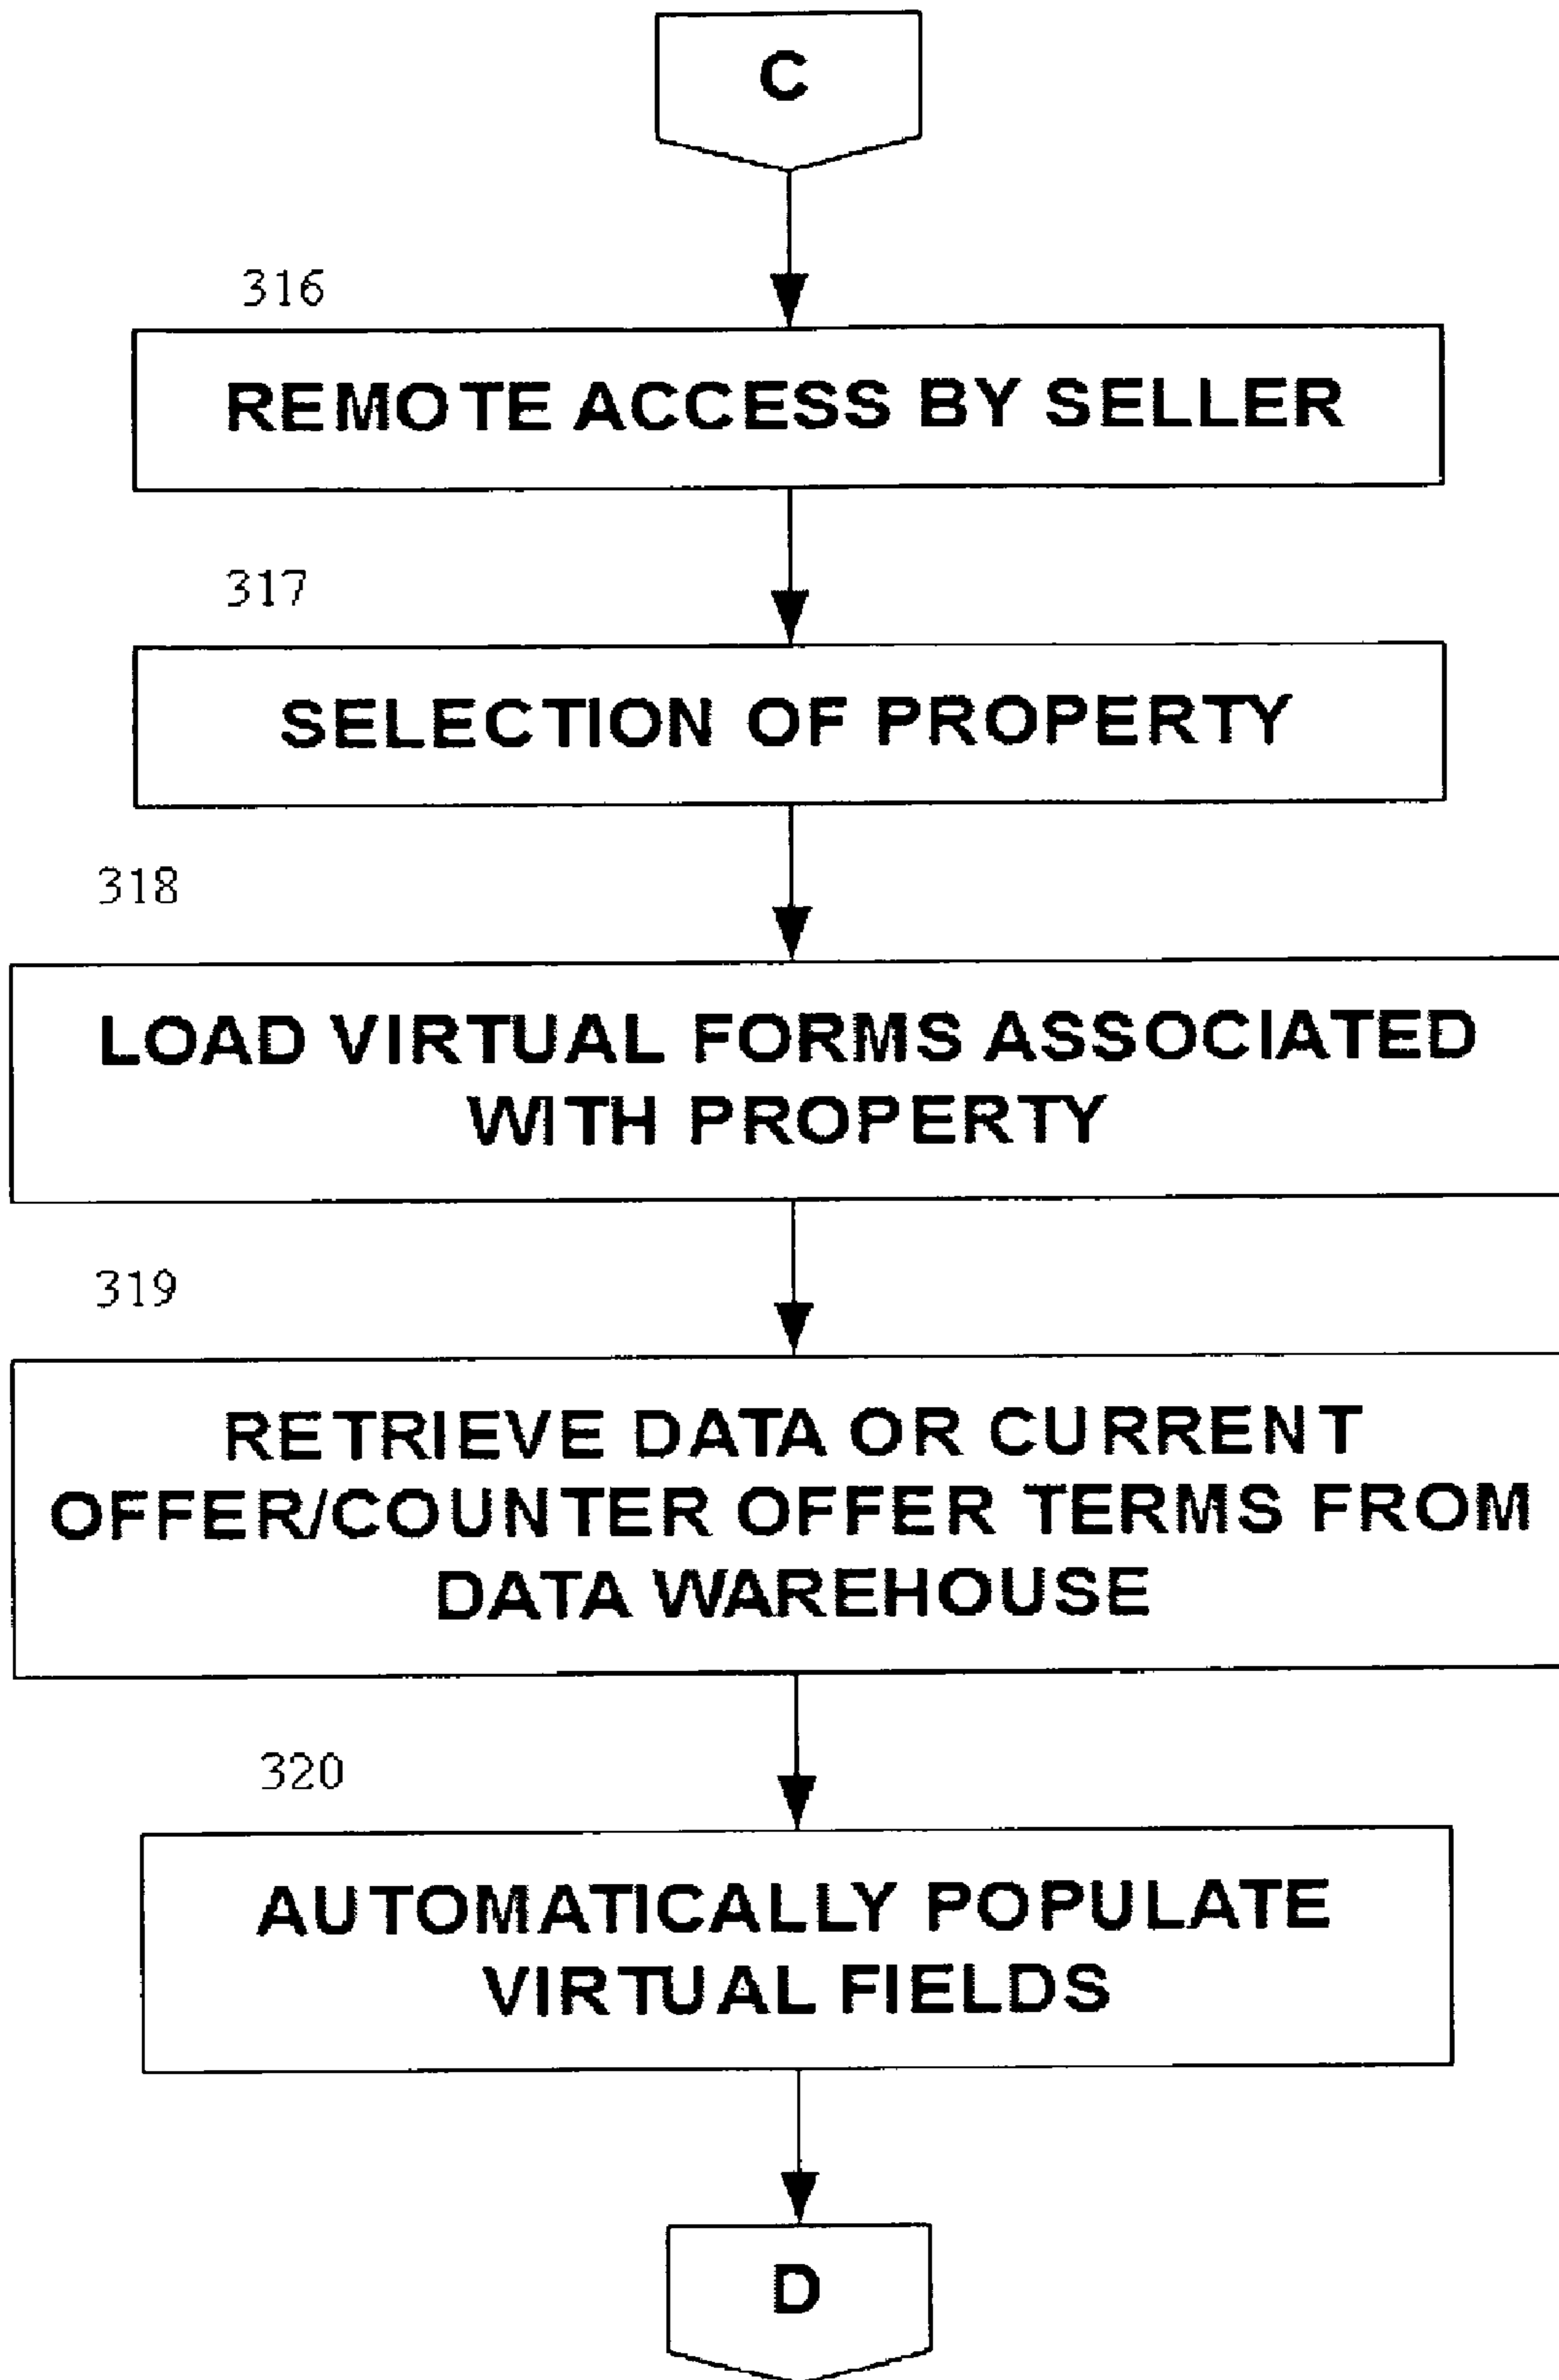 C
316
REMOTE ACCESS BY SELLER
317
SELECTION OF PROPERTY
318
LOAD VIRTUAL FORMS ASSOCIATED
WITH PROPERTY
319
RETRIEVE DATA OR CURRENT
OFFER/COUNTER OFFER TERMS FROM
DATA WAREHOUSE
320
AUTOMATICALLY POPULATE
VIRTUAL FIELDS
D